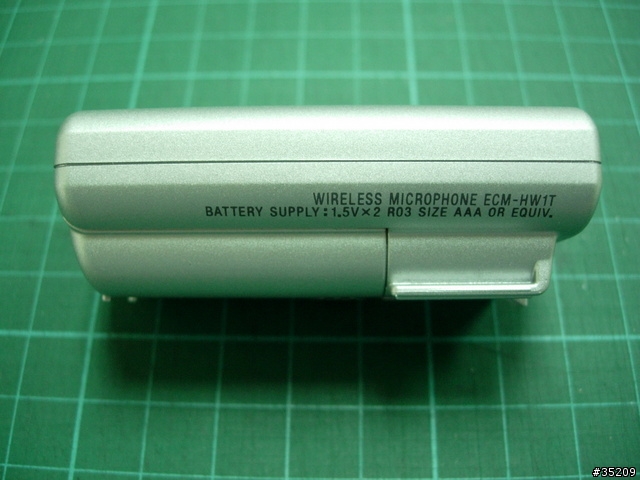 WIRELESS MICROPHONE ECM-HW1T
BATTERY SUPPLY:1.5V×2 R03 SIZE AAA OR EQUIV.
#35209